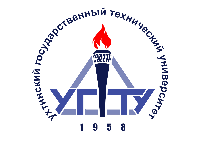 УХТИНСКИЙ ГОСУДАРСТВЕННЫЙ ТЕХНИЧЕСКИЙ УНИВЕРСИТЕТ
УГТУ
1958